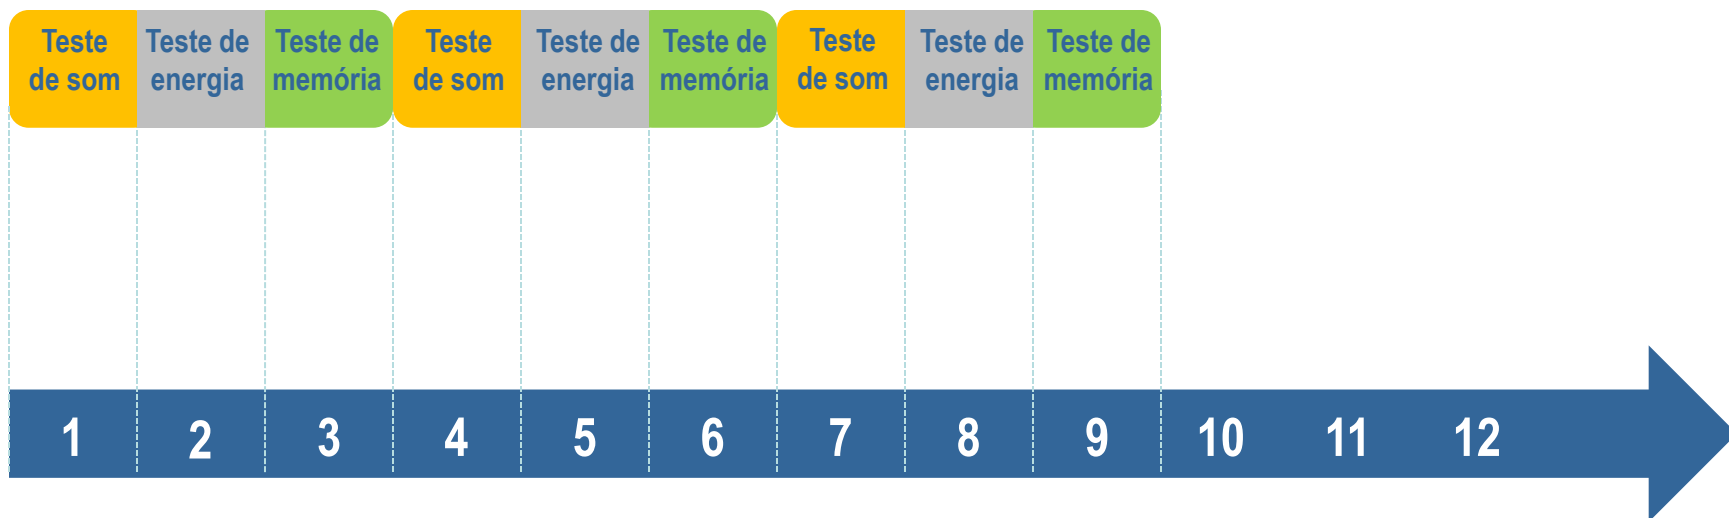 Teste
de som
Teste de
energia
Teste de
memória
Teste
de som
Teste de
energia
Teste de
memória
Teste
de som
Teste de
energia
Teste de
memória
1 2 3 4 5 6 7 8 9 10 11 12